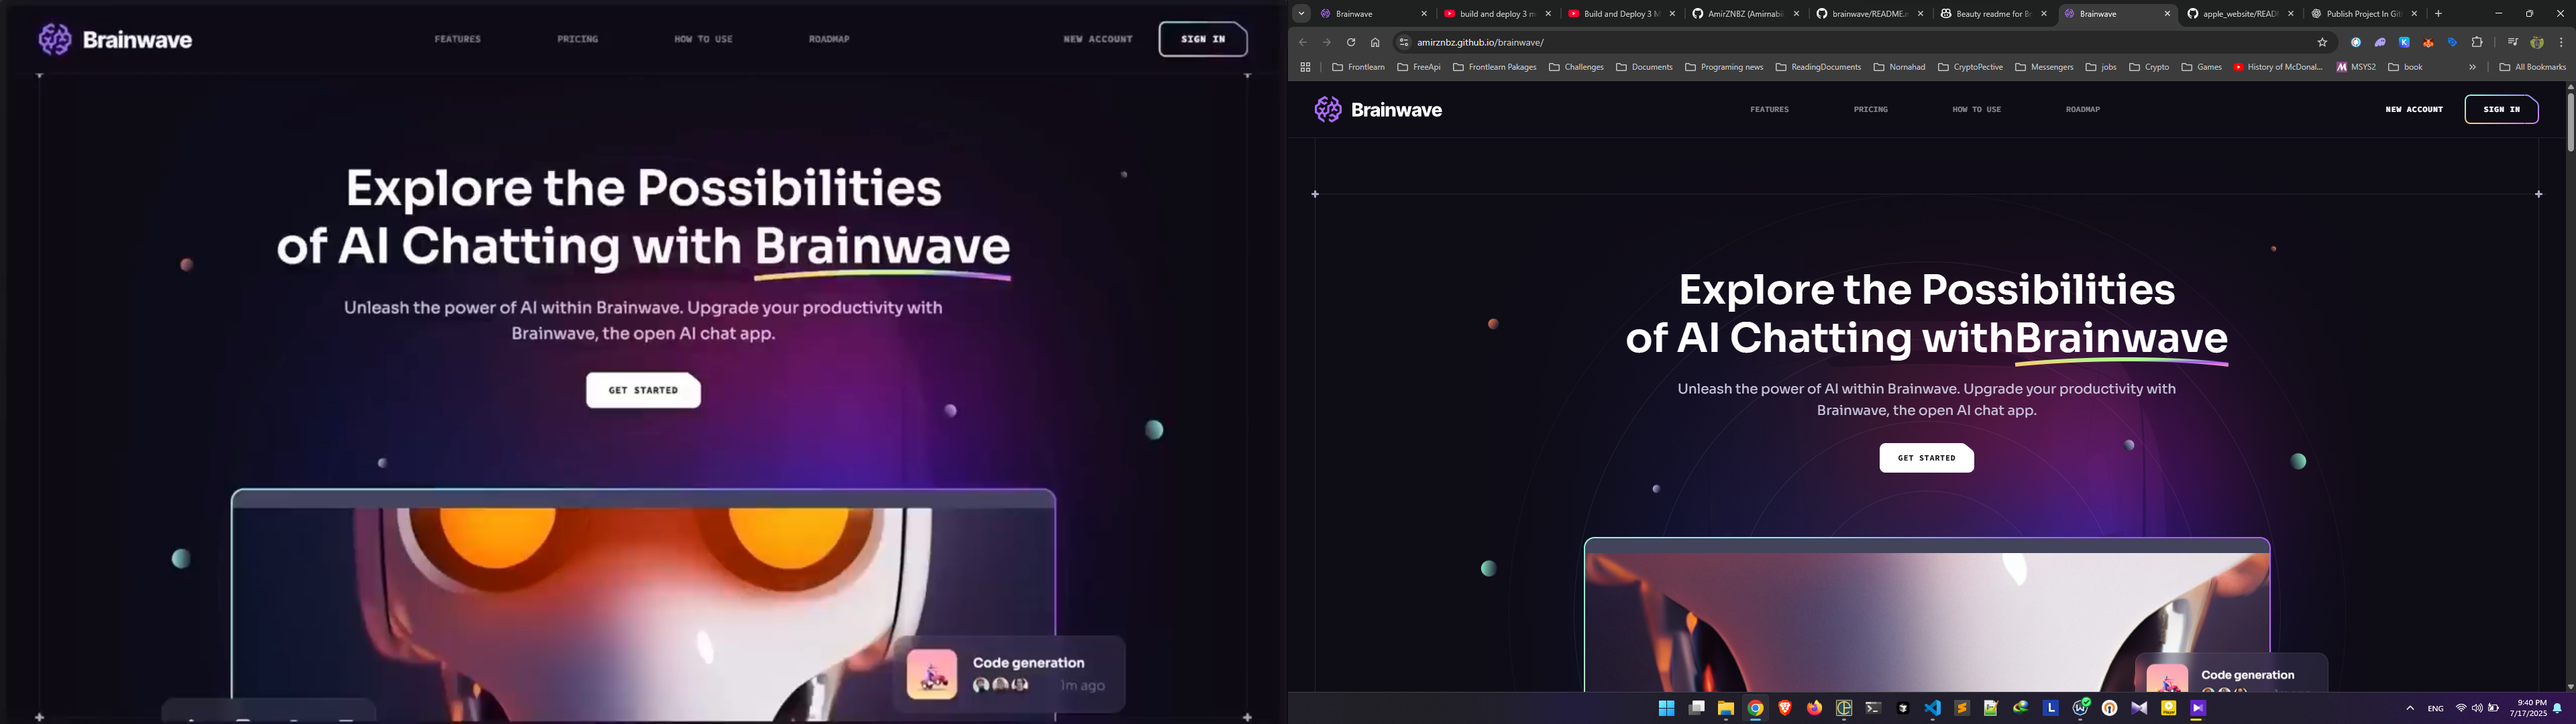 Brainwave
FEATURES
PRICING
HOW TO USE
ROADMAP
NEW ACCOUNT
SIGN IN
Explore the Possibilities
of AI Chatting with Brainwave
Unleash the power of AI within Brainwave. Upgrade your productivity with
Brainwave, the open AI chat app.
GET STARTED
Code generation
1m ago
Brainwave
build and deploy 3 m
Build and Deploy 3 M
AmirZNBZ (Amirnabi
brainwave/README.m
Beauty readme for Br
Brainwave
apple_website/READ
Publish Project In Git
amirznbz.github.io/brainwave/
Frontlearn
FreeApi
Frontlearn Pakages
Challenges
Documents
Programing news
ReadingDocuments
Nornahad
CryptoPective
Messengers
jobs
Crypto
Games
History of McDonal...
MSYS2
book
All Bookmarks
Brainwave
FEATURES
PRICING
HOW TO USE
ROADMAP
NEW ACCOUNT
SIGN IN
Explore the Possibilities
of AI Chatting withBrainwave
Unleash the power of AI within Brainwave. Upgrade your productivity with
Brainwave, the open AI chat app.
GET STARTED
Code generation
ENG
9:40 PM
7/17/2025